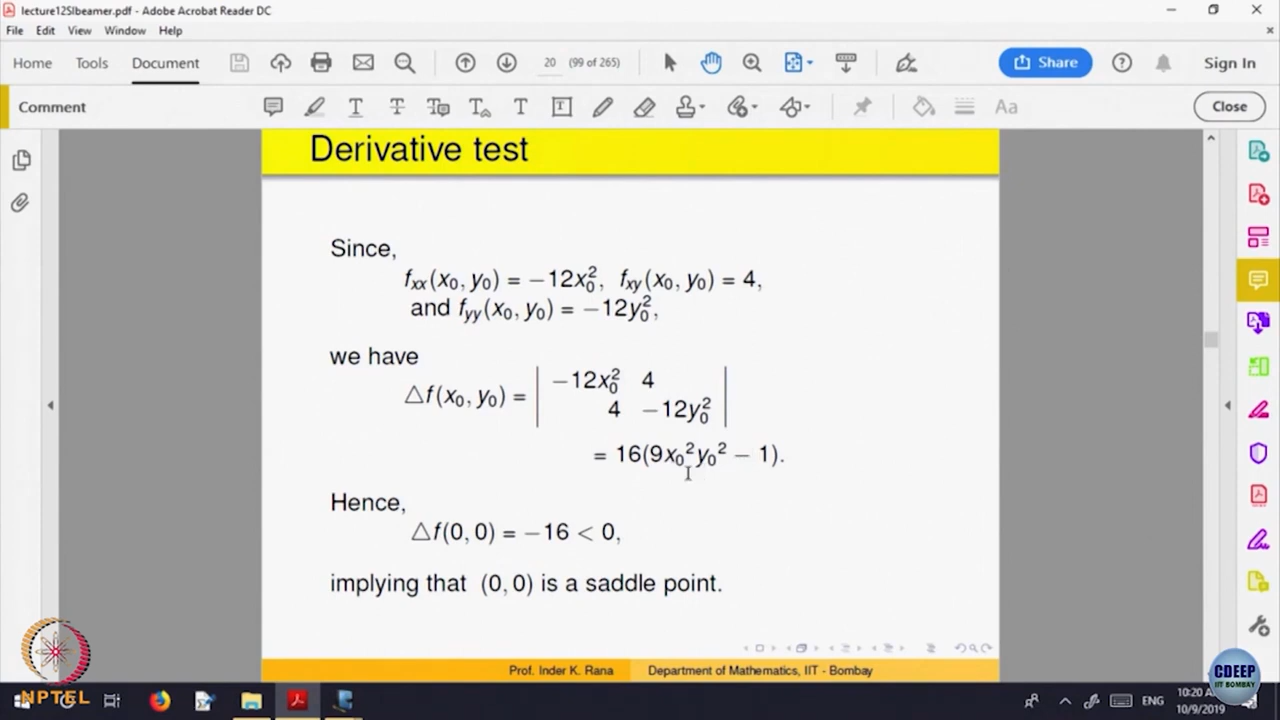 lecture12Slbeamer.pdf - Adobe Acrobat Reader DC
File Edit View Window Help
Home Tools Document 20 (99 of 265) Share Sign In
Comment Aa Close
Derivative test
Since,
fxx(x₀, y₀) = −12x₀², fxy(x₀, y₀) = 4,
and fyy(x₀, y₀) = −12y₀²,
we have
△f(x₀, y₀) = | −12x₀² 4
4 −12y₀² |
= 16(9x₀²y₀² − 1).
Hence,
△f(0, 0) = −16 < 0,
implying that (0, 0) is a saddle point.
Prof. Inder K. Rana Department of Mathematics, IIT - Bombay
NPTEL
CDEEP
IIT BOMBAY
ENG
10:20
10/9/2019